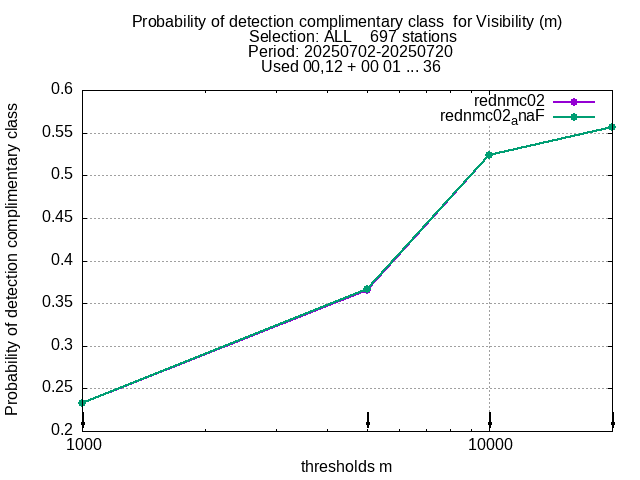 Probability of detection complimentary class  for Visibility (m)
Selection: ALL    697 stations
Period: 20250702-20250720
Used 00,12 + 00 01 ... 36
rednmc02
rednmc02_anaF
Probability of detection complimentary class
0.6
0.55
0.5
0.45
0.4
0.35
0.3
0.25
0.2
1000
10000
thresholds m